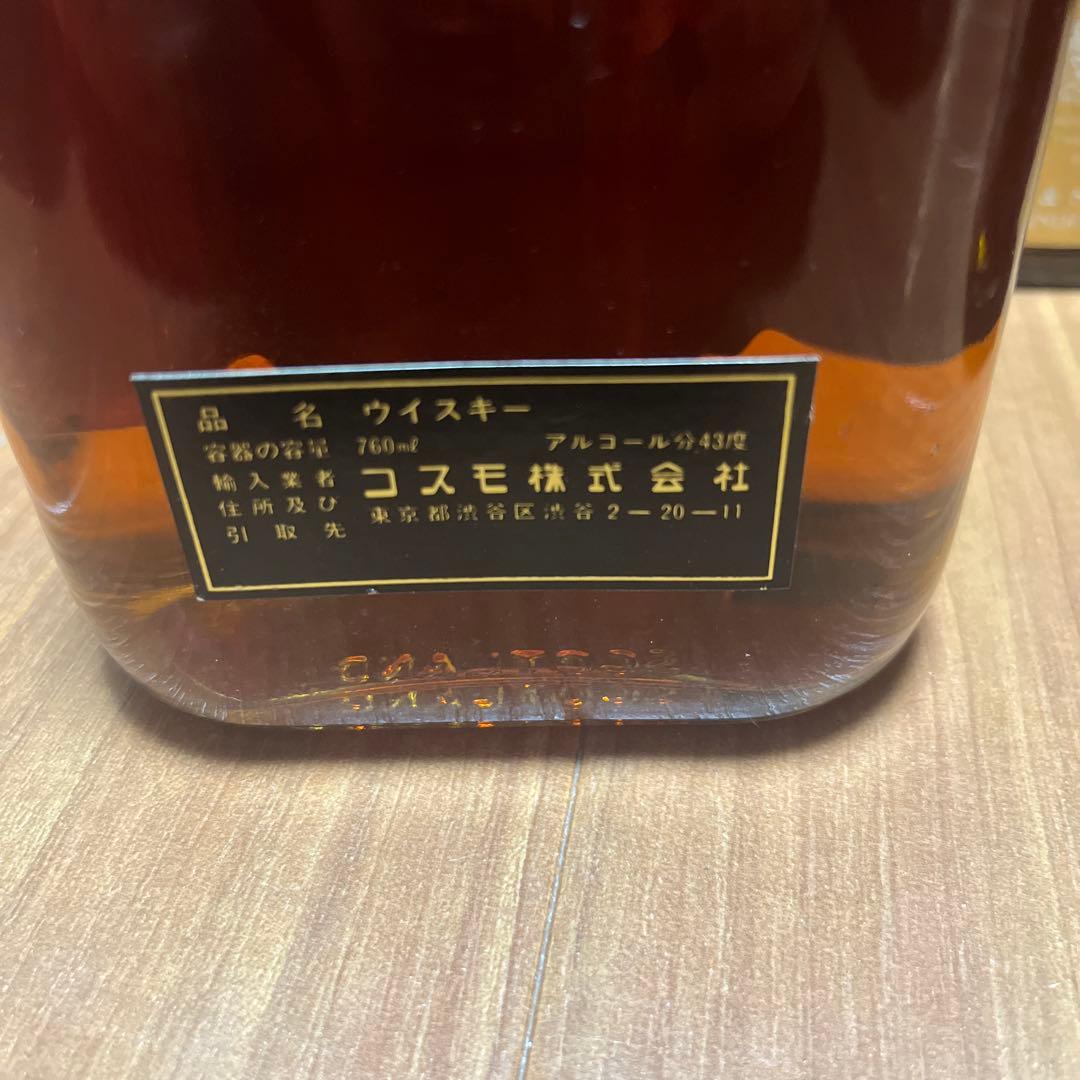 品名 ウイスキー
容器の容量 760mℓ アルコール分43度
輸入業者 コスモ株式会社
住所及び 東京都渋谷区渋谷2-20-11
引取先
SCOTLAND